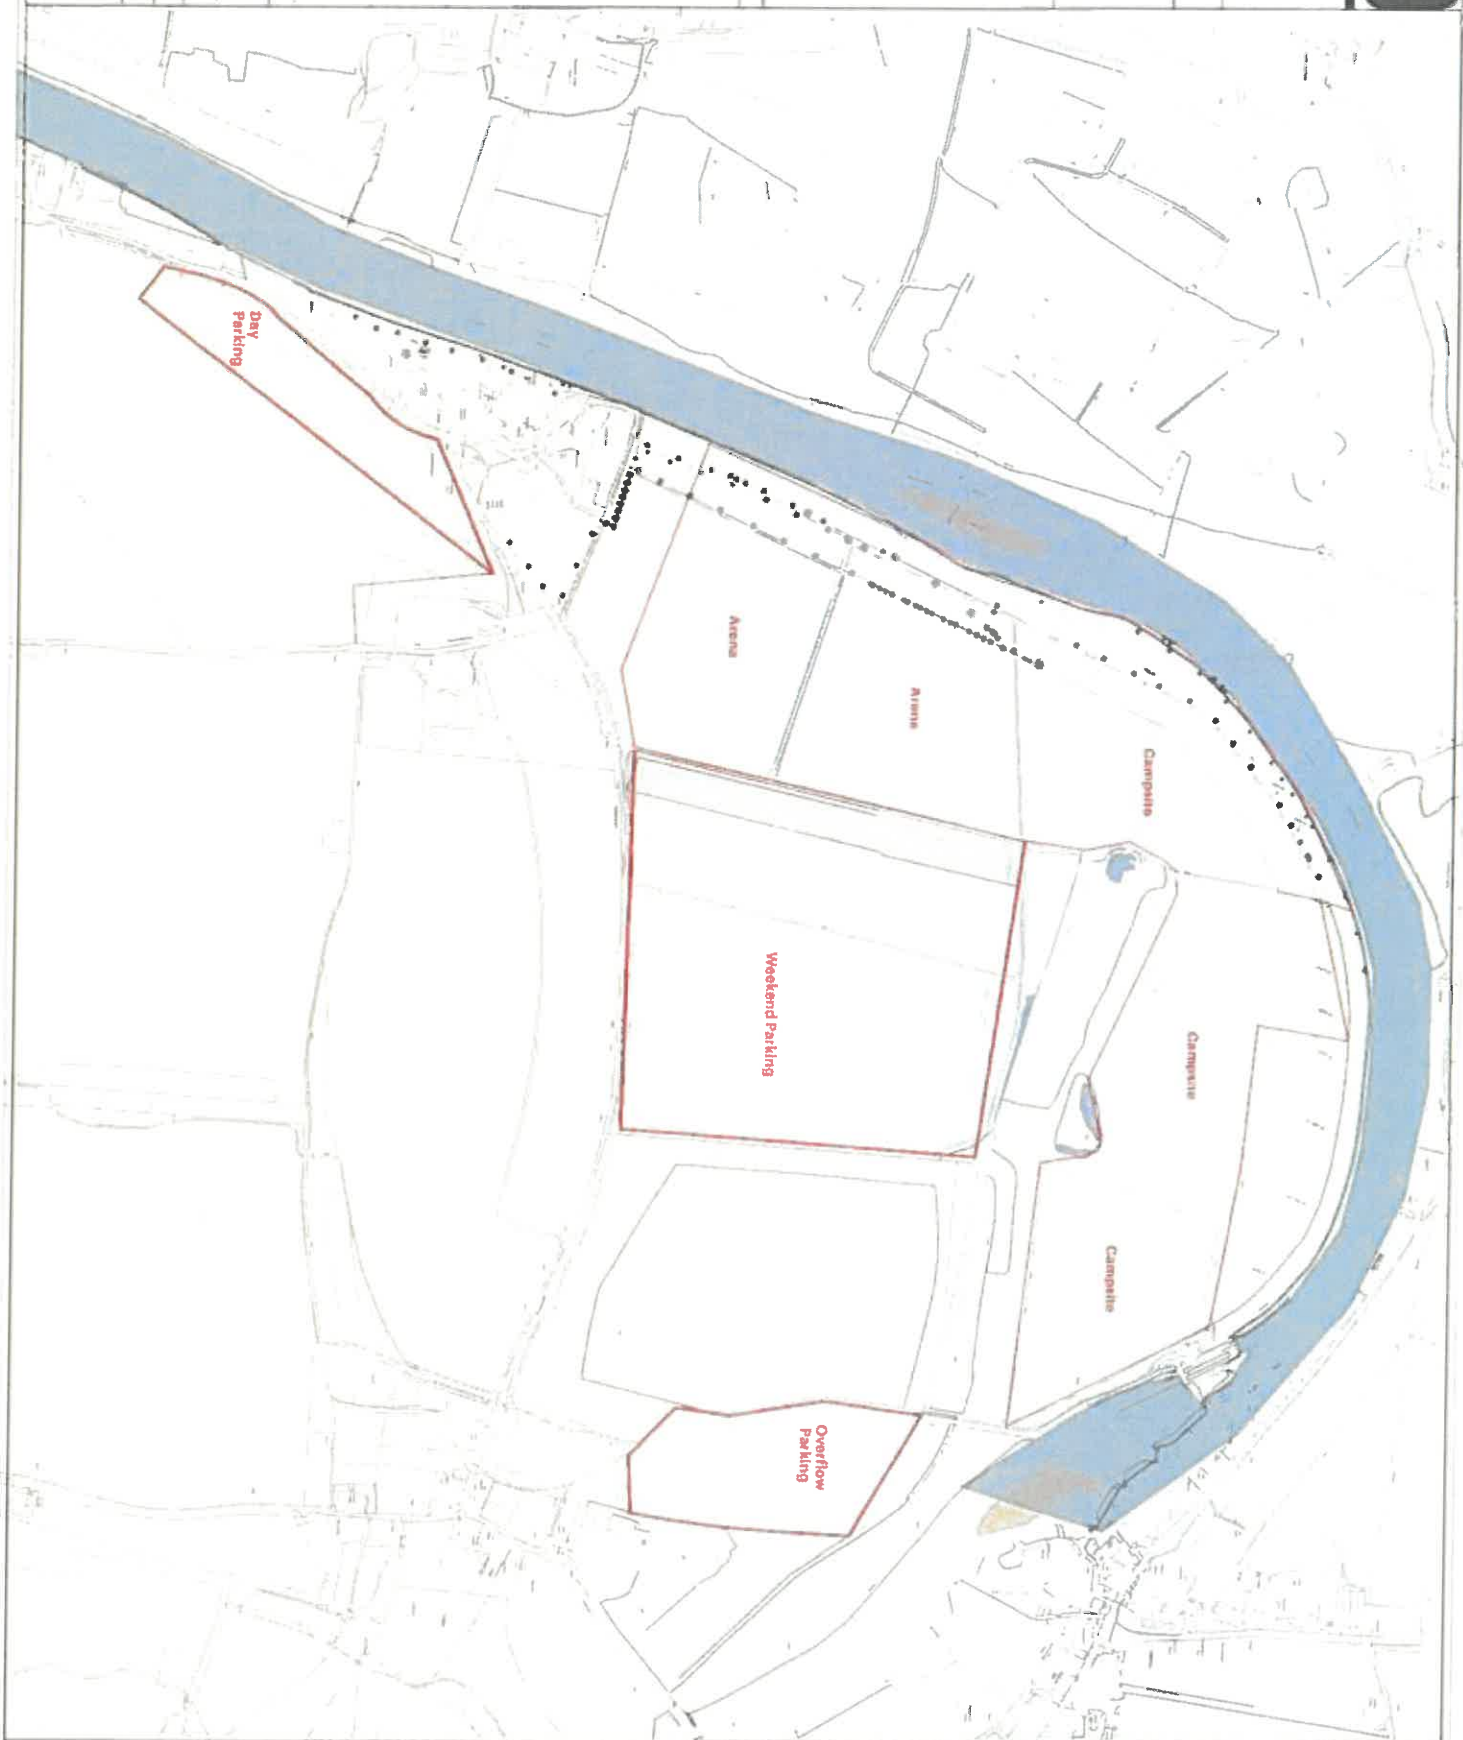 Day
Parking
Arena
Arena
Campsite
Weekend Parking
Campsite
Campsite
Overflow
Parking